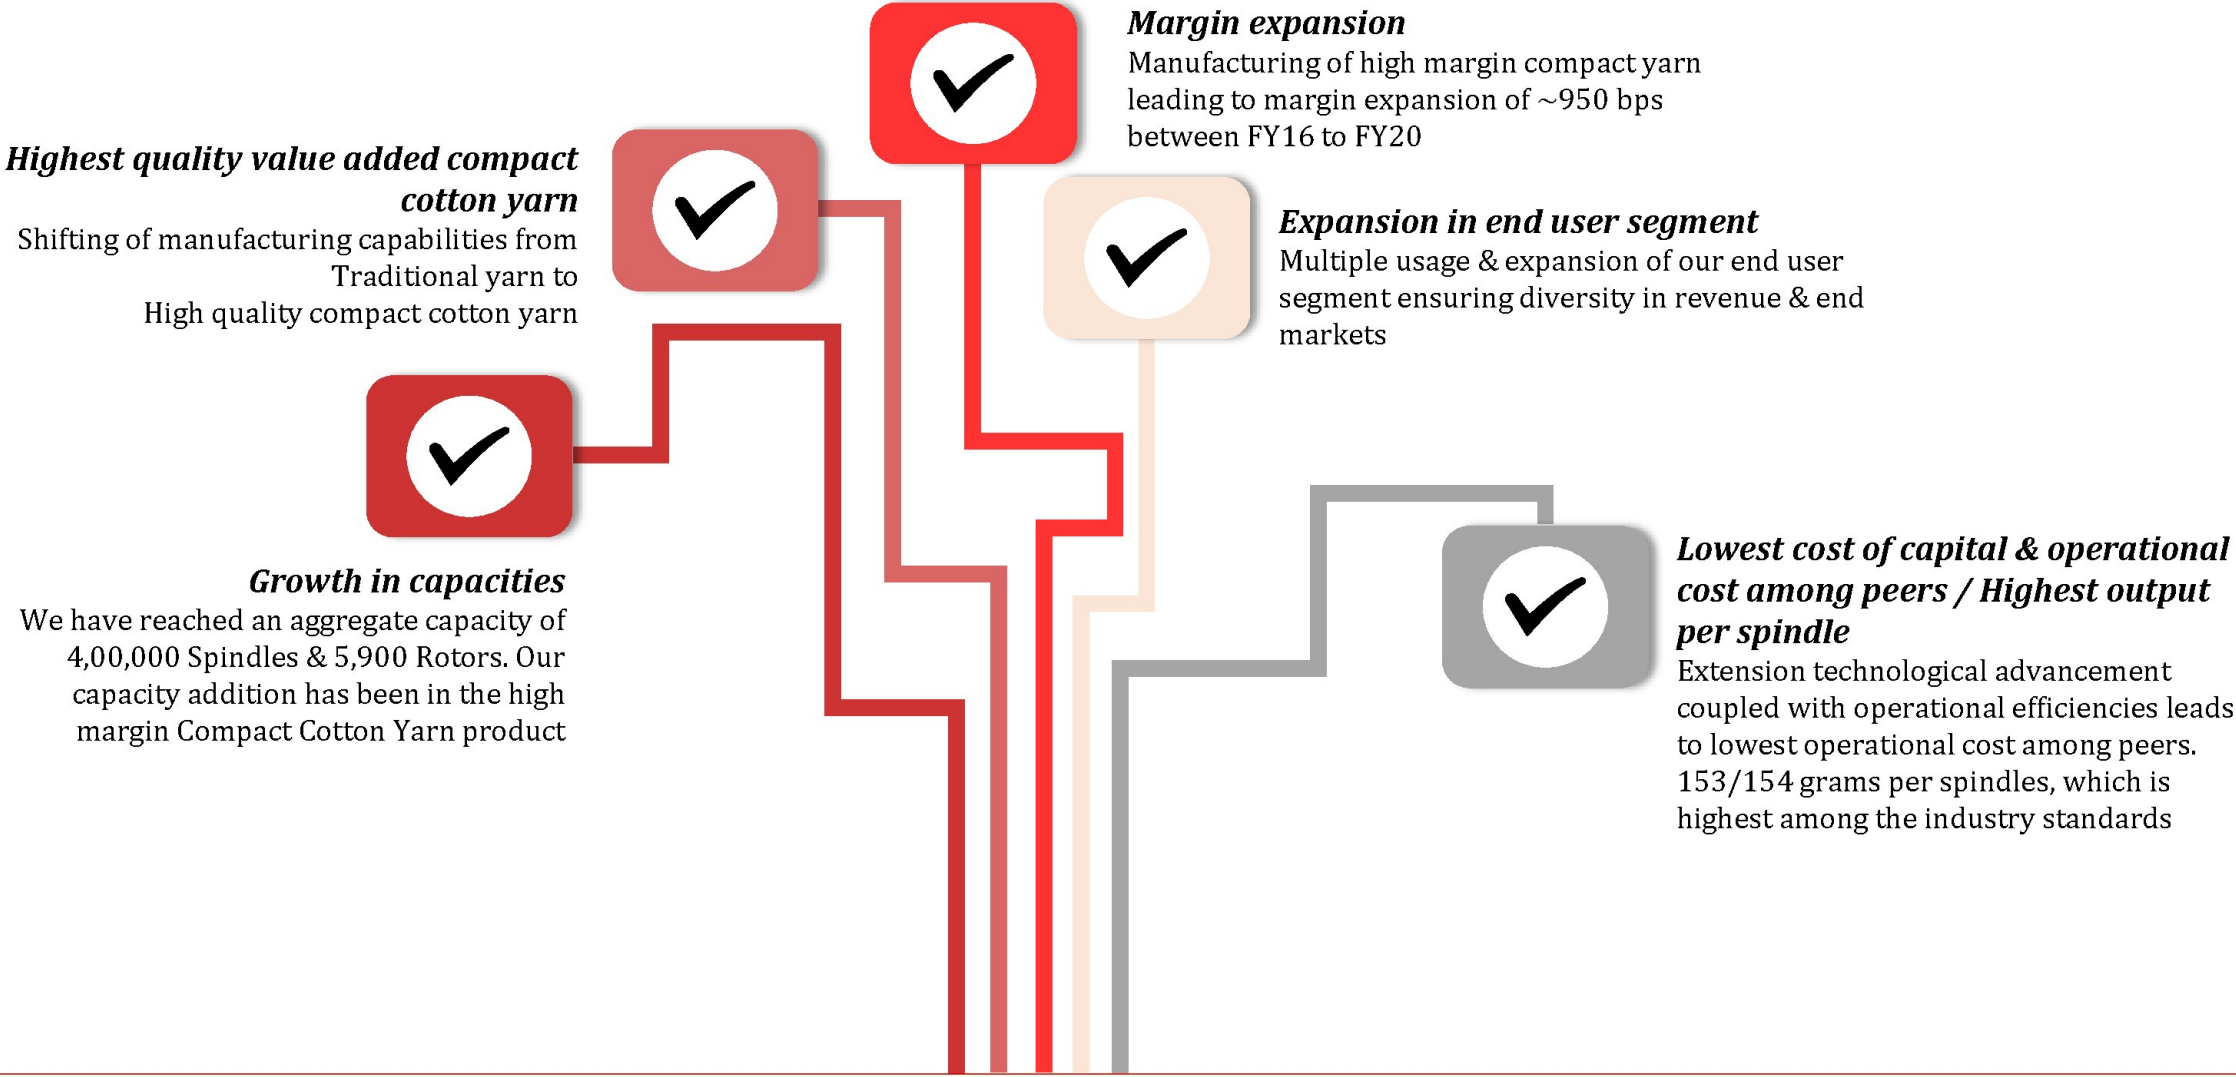 Margin expansion
Manufacturing of high margin compact yarn
leading to margin expansion of ~950 bps
between FY16 to FY20
Highest quality value added compact
cotton yarn
Shifting of manufacturing capabilities from
Traditional yarn to
High quality compact cotton yarn
Expansion in end user segment
Multiple usage & expansion of our end user
segment ensuring diversity in revenue & end
markets
Growth in capacities
We have reached an aggregate capacity of
4,00,000 Spindles & 5,900 Rotors. Our
capacity addition has been in the high
margin Compact Cotton Yarn product
Lowest cost of capital & operational
cost among peers / Highest output
per spindle
Extension technological advancement
coupled with operational efficiencies leads
to lowest operational cost among peers.
153/154 grams per spindles, which is
highest among the industry standards